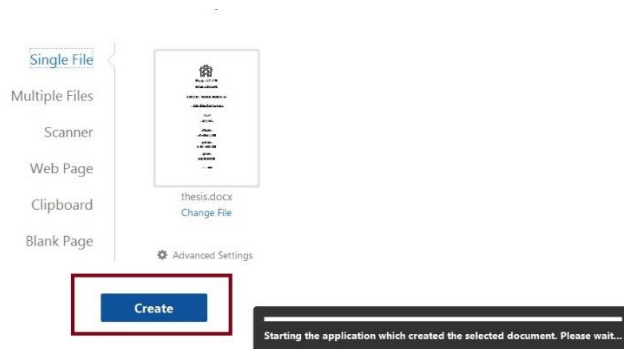 Single File
Multiple Files
Scanner
Web Page
Clipboard
Blank Page
thesis.docx
Change File
Advanced Settings
Create
Starting the application which created the selected document. Please wait...